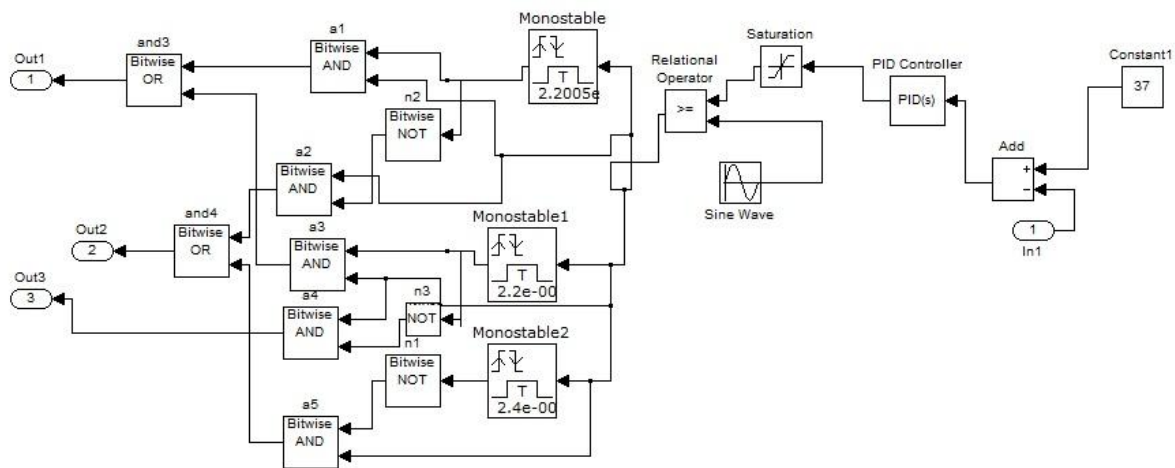 Monostable
T
2.2005e
a1
Bitwise
AND
and3
Bitwise
OR
Out1
1
n2
Bitwise
NOT
a2
Bitwise
AND
Relational
Operator
>=
Saturation
PID Controller
PID(s)
Constant1
37
Add
+
−
1
In1
Sine Wave
and4
Bitwise
OR
Out2
2
a3
Bitwise
AND
Monostable1
T
2.2e-00
Out3
3
a4
Bitwise
AND
n3
NOT
n1
Bitwise
NOT
Monostable2
T
2.4e-00
a5
Bitwise
AND